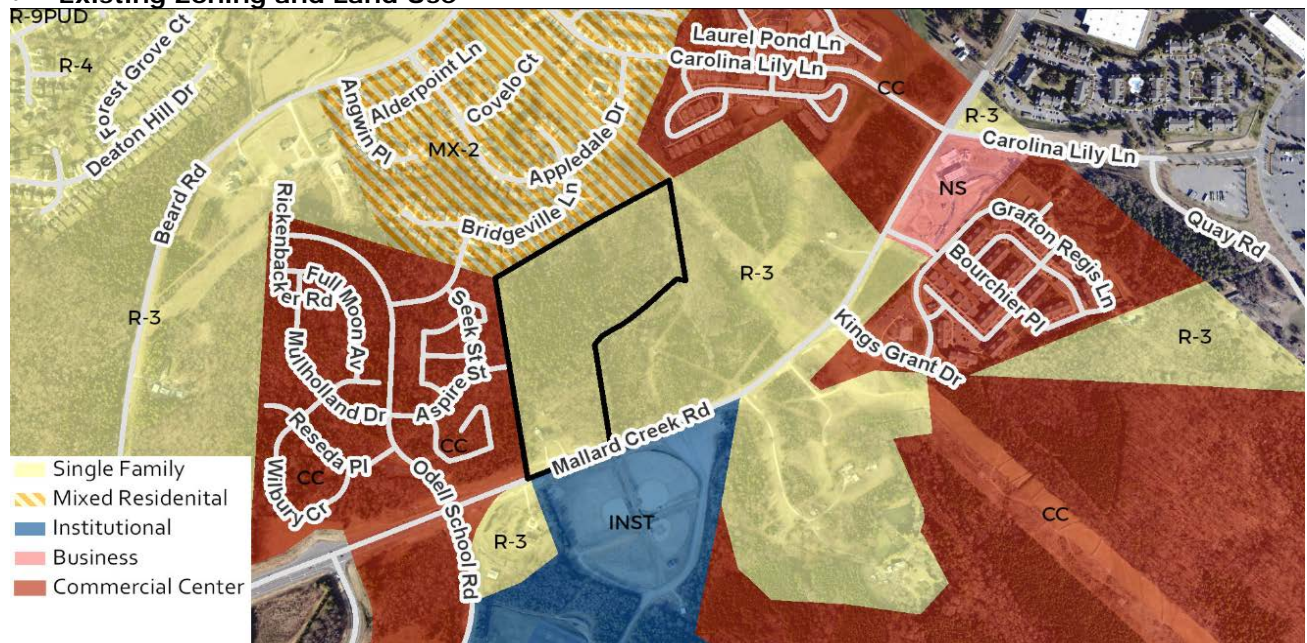 Existing Zoning and Land Use
R-9PUD
R-4
Forest Grove Ct
Deaton Hill Dr
Beard Rd
R-3
Angwin Pl
Alderpoint Ln
Covelo Ct
MX-2
Appledale Dr
Bridgeville Ln
Laurel Pond Ln
Carolina Lily Ln
CC
R-3
Carolina Lily Ln
NS
Quay Rd
Grafton Regis Ln
Bourchier Pl
R-3
R-3
Kings Grant Dr
Rickenbacker Rd
Full Moon Av
Mullholland Dr
Seek St
Aspire St
Reseda Pl
Wilbury Ct
CC
CC
Odell School Rd
Mallard Creek Rd
R-3
INST
CC
Single Family
Mixed Residenital
Institutional
Business
Commercial Center